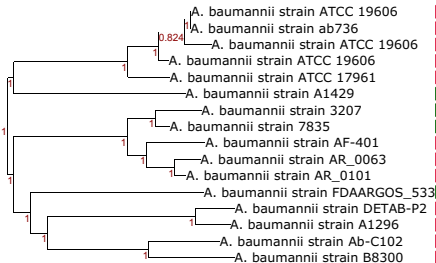 A. baumannii strain ATCC 19606
A. baumannii strain ab736
0.824
A. baumannii strain ATCC 19606
1
A. baumannii strain ATCC 19606
1
1
A. baumannii strain ATCC 17961
1
A. baumannii strain A1429
1
A. baumannii strain 3207
1
A. baumannii strain 7835
1
1
A. baumannii strain AF-401
1
A. baumannii strain AR_0063
1
A. baumannii strain AR_0101
1
A. baumannii strain FDAARGOS_533
1
A. baumannii strain DETAB-P2
1
A. baumannii strain A1296
1
A. baumannii strain Ab-C102
1
A. baumannii strain B8300